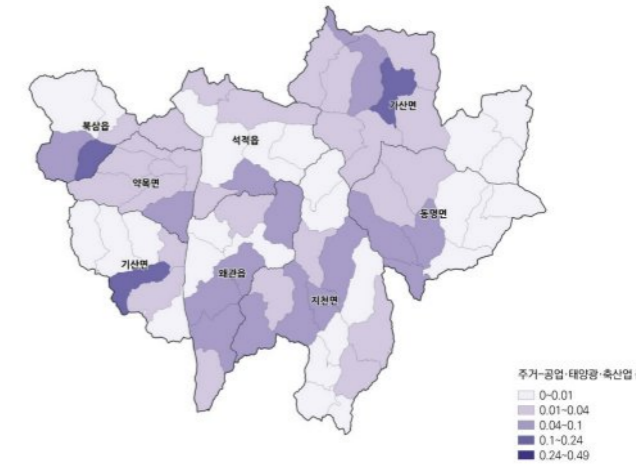 가산면
북삼읍
석적읍
약목면
동명면
기산면
왜관읍
지천면
주거-공업·태양광·축산업
0~0.01
0.01~0.04
0.04~0.1
0.1~0.24
0.24~0.49